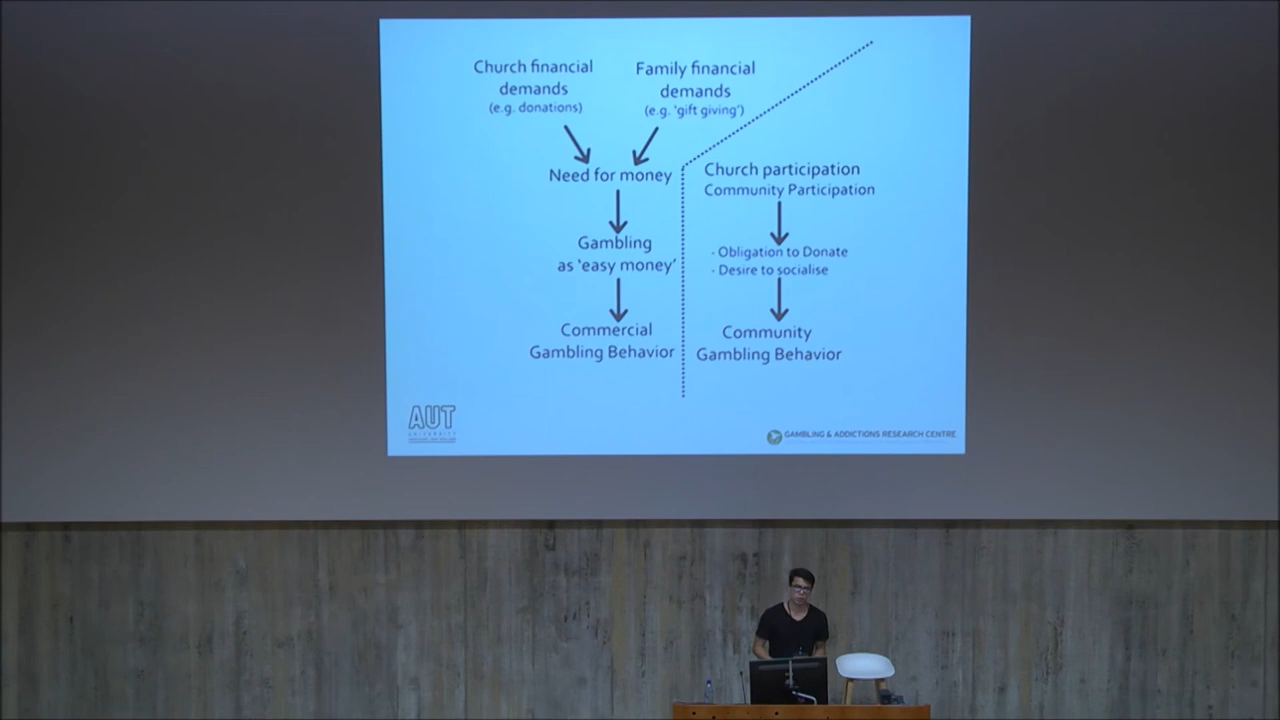 Church financial
demands
(e.g. donations)
Family financial
demands
(e.g. 'gift giving')
Need for money
Gambling
as 'easy money'
Commercial
Gambling Behavior
Church participation
Community Participation
- Obligation to Donate
- Desire to socialise
Community
Gambling Behavior
AUT
UNIVERSITY
GAMBLING & ADDICTIONS RESEARCH CENTRE